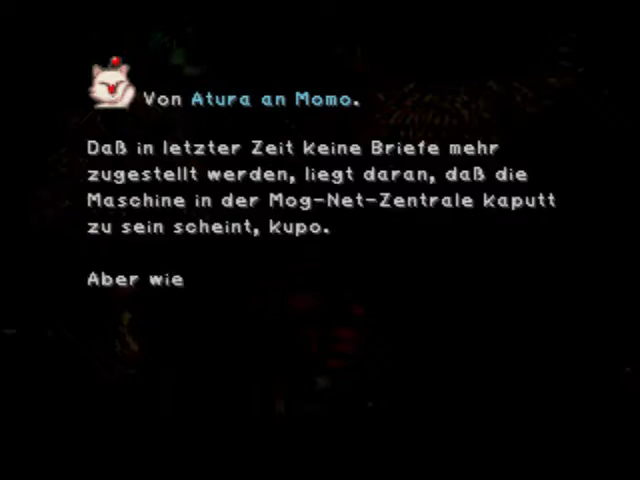 Von Atura an Momo.
Daß in letzter Zeit keine Briefe mehr
zugestellt werden, liegt daran, daß die
Maschine in der Mog-Net-Zentrale kaputt
zu sein scheint, kupo.
Aber wie